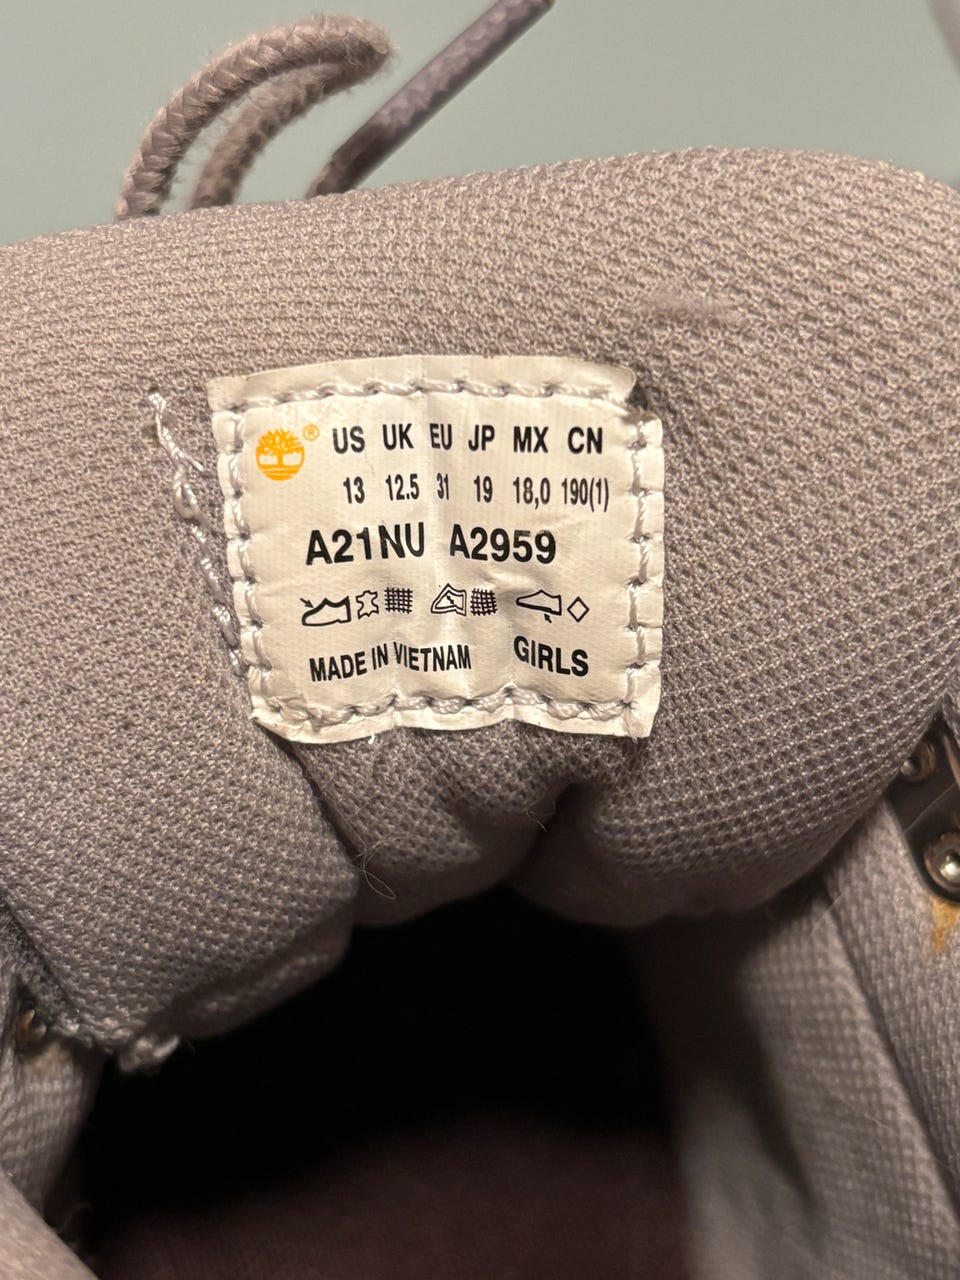 ® US UK EU JP MX CN
13 12.5 31 19 18,0 190(1)
A21NU A2959
MADE IN VIETNAM GIRLS